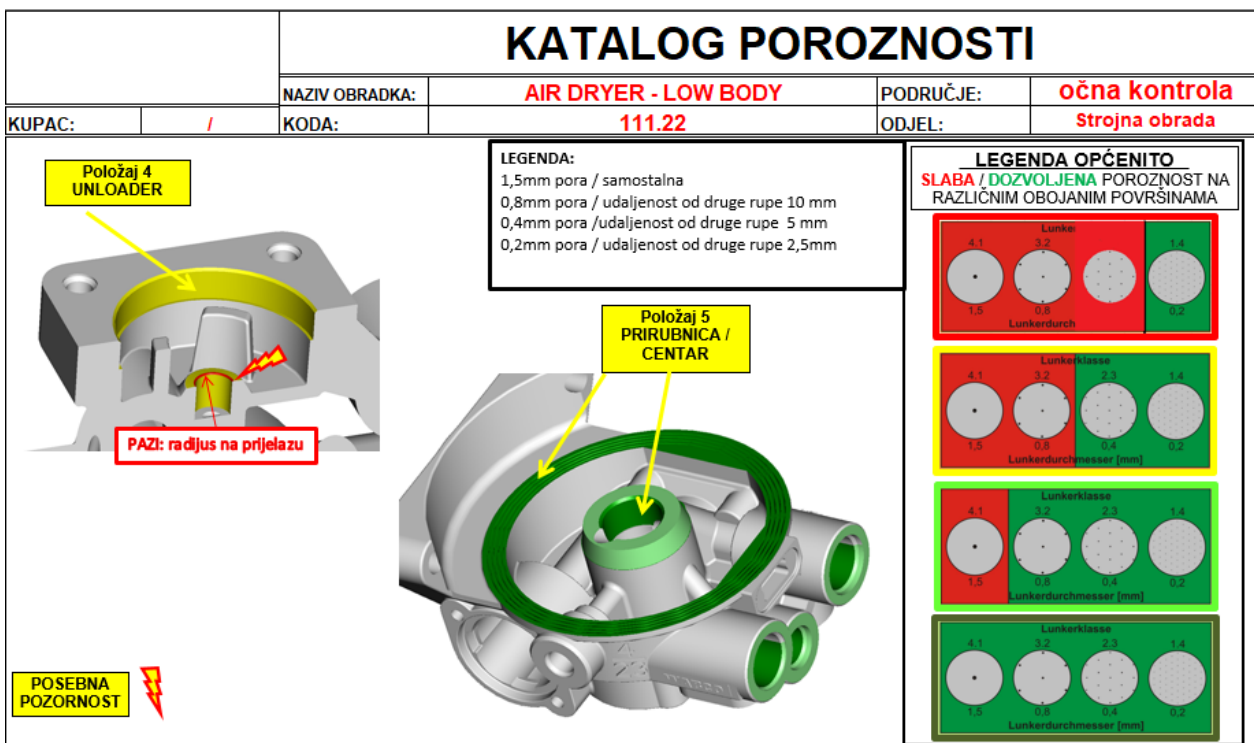 KATALOG POROZNOSTI
NAZIV OBRADKA:
AIR DRYER - LOW BODY
PODRUČJE:
očna kontrola
KUPAC:
/
KODA:
111.22
ODJEL:
Strojna obrada
Položaj 4
UNLOADER
PAZI: radijus na prijelazu
LEGENDA:
1,5mm pora / samostalna
0,8mm pora / udaljenost od druge rupe 10 mm
0,4mm pora /udaljenost od druge rupe 5 mm
0,2mm pora / udaljenost od druge rupe 2,5mm
Položaj 5
PRIRUBNICA /
CENTAR
POSEBNA
POZORNOST
LEGENDA OPĆENITO
SLABA / DOZVOLJENA POROZNOST NA
RAZLIČNIM OBOJANIM POVRŠINAMA
Lunke
4.1 3.2 1.4
1,5 0,8 0,2
Lunkerdurch
Lunkerklasse
4.1 3.2 2.3 1.4
1,5 0,8 0,4 0,2
Lunkerdurchmesser [mm]
Lunkerklasse
4.1 3.2 2.3 1.4
1,5 0,8 0,4 0,2
Lunkerdurchmesser [mm]
Lunkerklasse
4.1 3.2 2.3 1.4
1,5 0,8 0,4 0,2
Lunkerdurchmesser [mm]